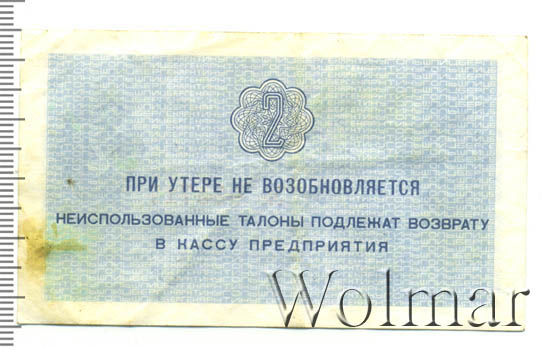 2
ПРИ УТЕРЕ НЕ ВОЗОБНОВЛЯЕТСЯ
НЕИСПОЛЬЗОВАННЫЕ ТАЛОНЫ ПОДЛЕЖАТ ВОЗВРАТУ
В КАССУ ПРЕДПРИЯТИЯ
Wolmar